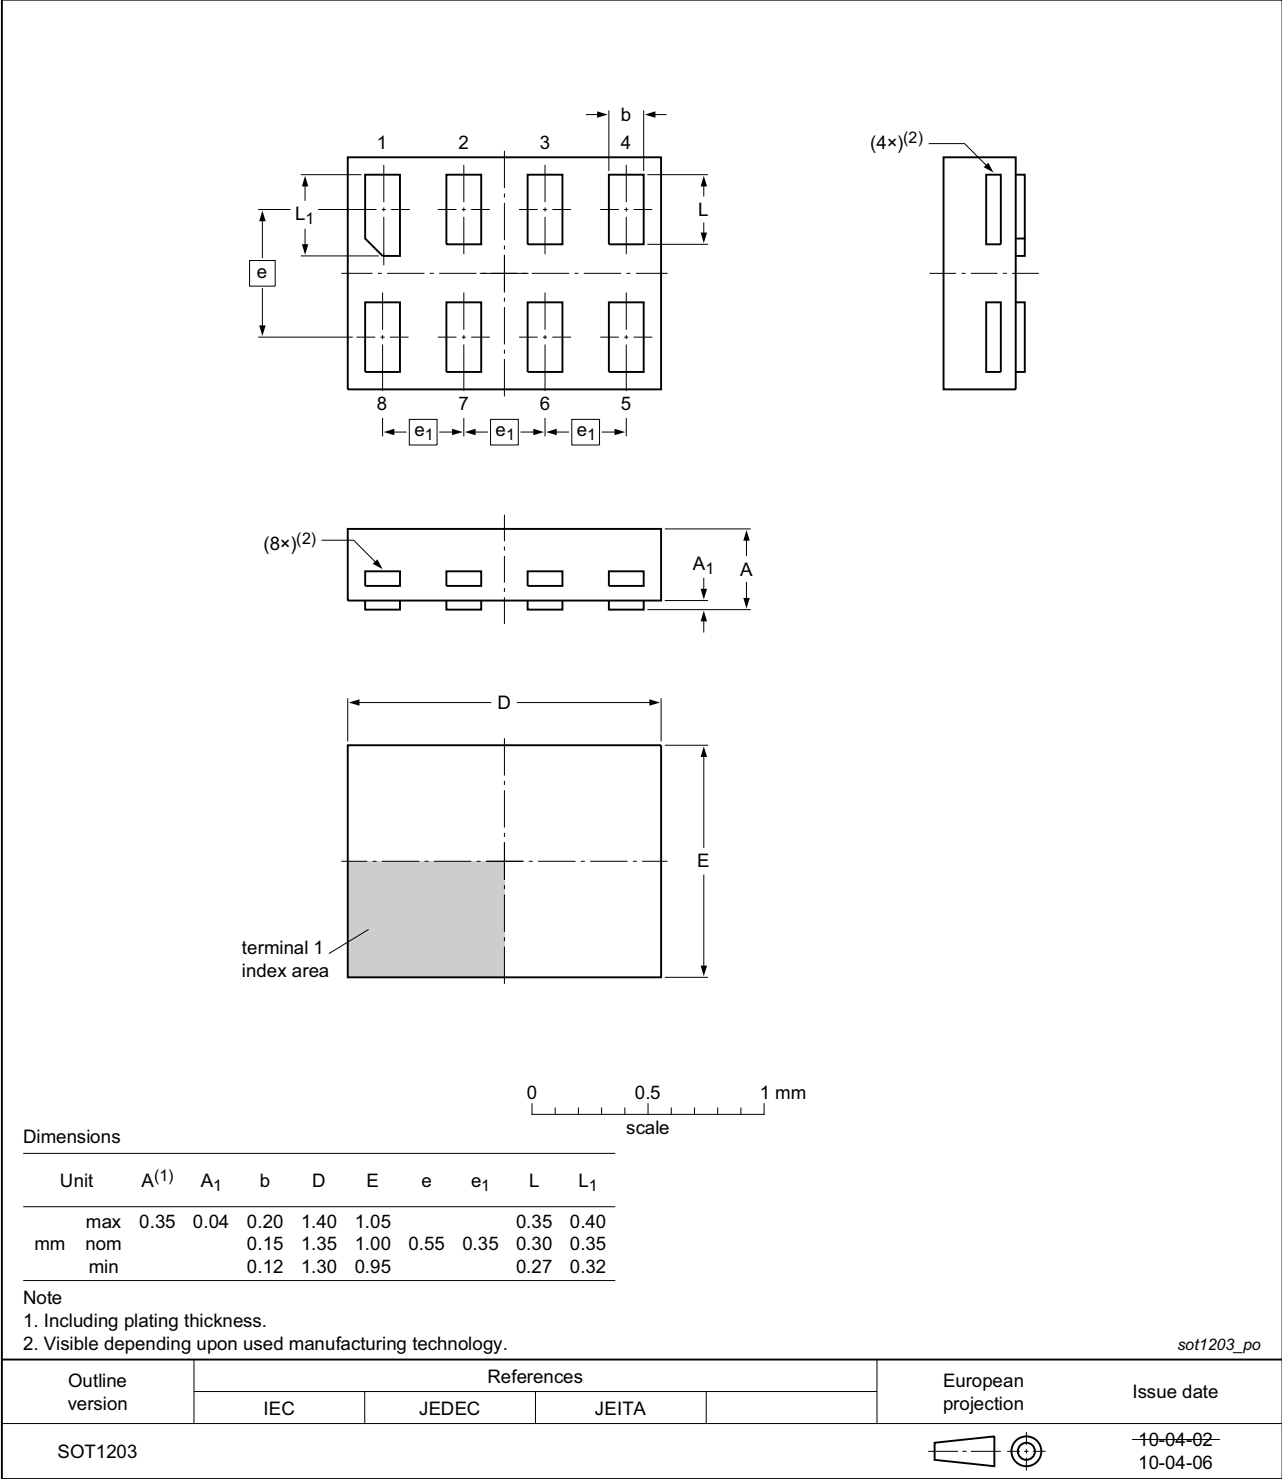 b
1 2 3 4
(4×)(2)
L1
L
e
8 7 6 5
e1 e1 e1
(8×)(2)
A1
A
D
E
terminal 1
index area
0 0.5 1 mm
scale
Dimensions
Unit A(1) A1 b D E e e1 L L1
max 0.35 0.04 0.20 1.40 1.05 0.35 0.40
mm nom 0.15 1.35 1.00 0.55 0.35 0.30 0.35
min 0.12 1.30 0.95 0.27 0.32
Note
1. Including plating thickness.
2. Visible depending upon used manufacturing technology.
sot1203_po
Outline
version
References
IEC JEDEC JEITA
European
projection
Issue date
SOT1203
10-04-02
10-04-06